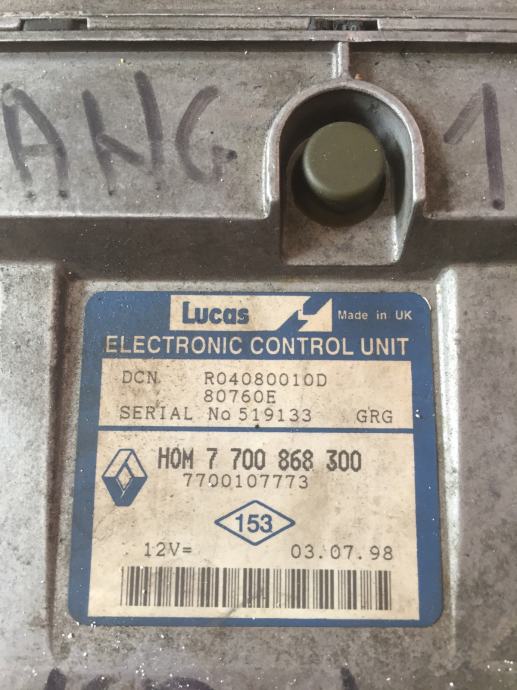 ANG 1
Lucas Made in UK
ELECTRONIC CONTROL UNIT
DCN R04080010D
80760E
SERIAL No 519133 GRG
HOM 7 700 868 300
7700107773
153
12V= 03.07.98